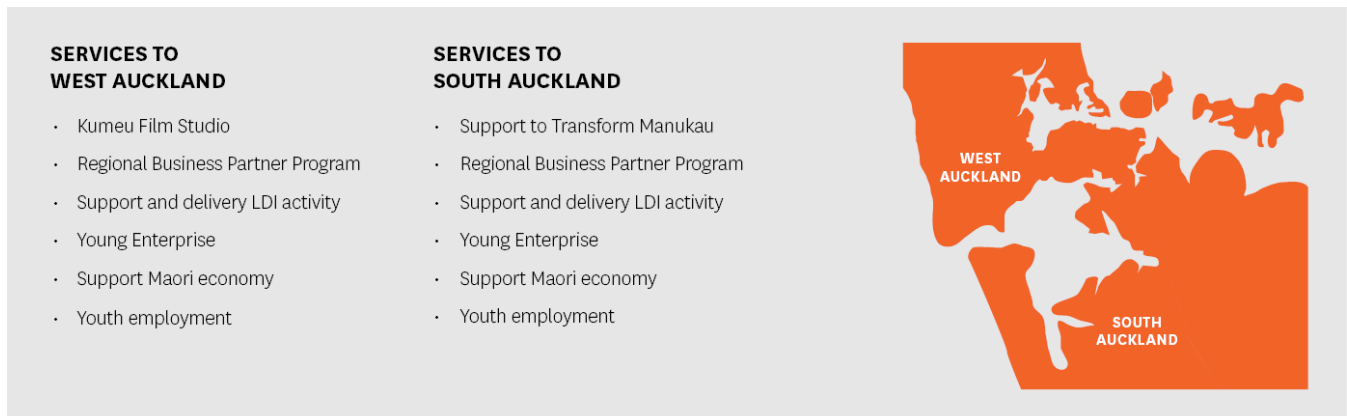 SERVICES TO
WEST AUCKLAND
· Kumeu Film Studio
· Regional Business Partner Program
· Support and delivery LDI activity
· Young Enterprise
· Support Maori economy
· Youth employment
SERVICES TO
SOUTH AUCKLAND
· Support to Transform Manukau
· Regional Business Partner Program
· Support and delivery LDI activity
· Young Enterprise
· Support Maori economy
· Youth employment
WEST
AUCKLAND
SOUTH
AUCKLAND